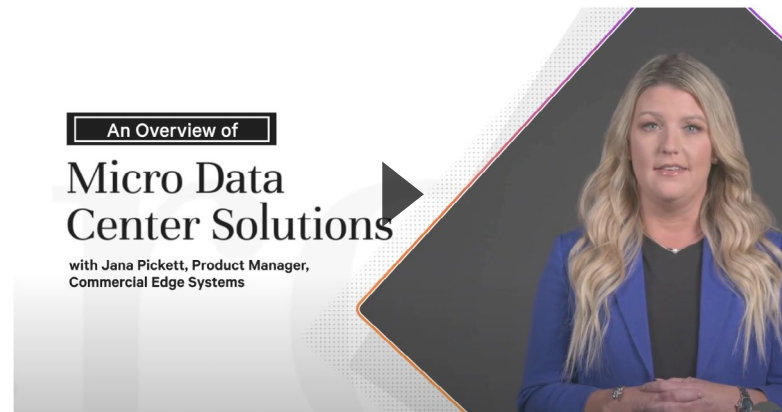 An Overview of
Micro Data
Center Solutions
with Jana Pickett, Product Manager,
Commercial Edge Systems